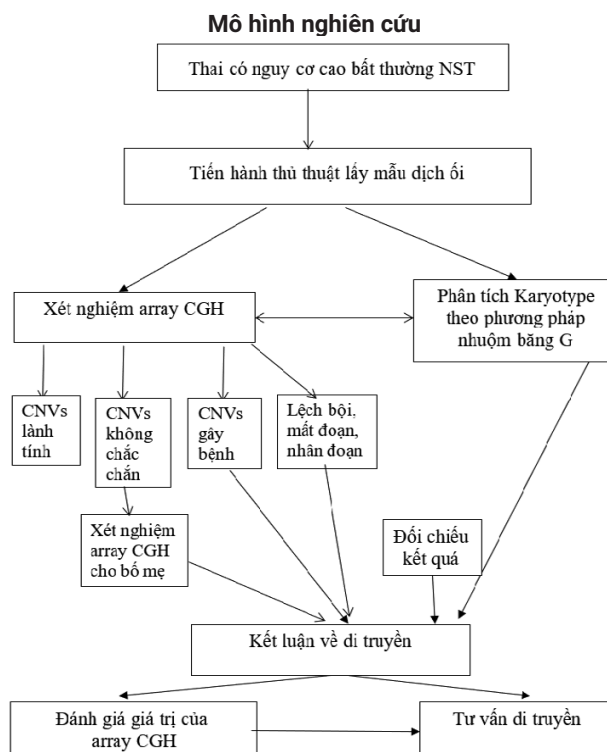 Mô hình nghiên cứu
Thai có nguy cơ cao bất thường NST
Tiến hành thủ thuật lấy mẫu dịch ối
Xét nghiệm array CGH
Phân tích Karyotype
theo phương pháp
nhuộm băng G
CNVs
lành
tính
CNVs
không
chắc
chắn
CNVs
gây
bệnh
Lệch bội,
mất đoạn,
nhân đoạn
Xét nghiệm
array CGH
cho bố mẹ
Đối chiếu
kết quả
Kết luận về di truyền
Đánh giá giá trị của
array CGH
Tư vấn di truyền